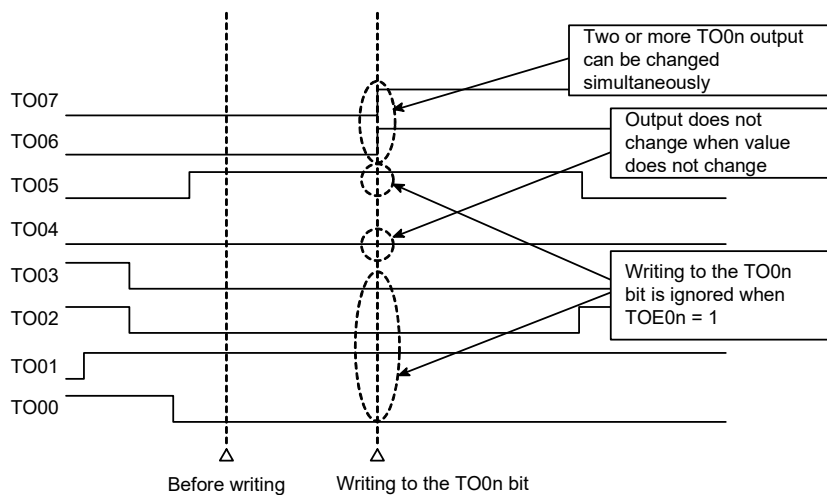 Two or more TO0n output
can be changed
simultaneously
TO07
TO06
Output does not
change when value
does not change
TO05
TO04
TO03
Writing to the TO0n
bit is ignored when
TOE0n = 1
TO02
TO01
TO00
Before writing
Writing to the TO0n bit